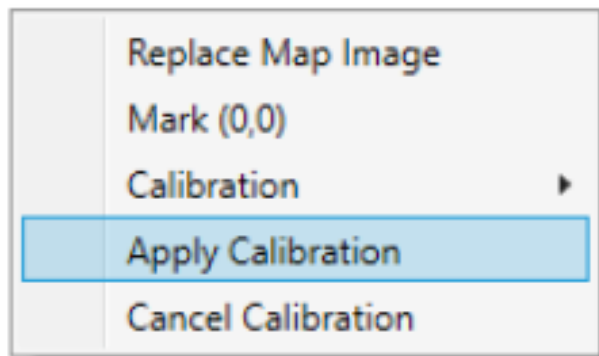 Replace Map Image
Mark (0,0)
Calibration
Apply Calibration
Cancel Calibration